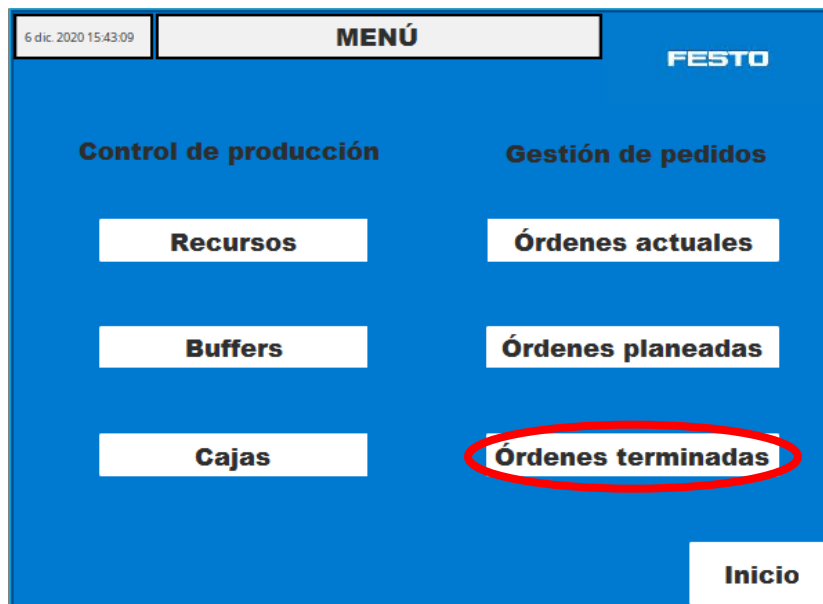 6 dic. 2020 15:43:09
MENÚ
FESTO
Control de producción
Gestión de pedidos
Recursos
Órdenes actuales
Buffers
Órdenes planeadas
Cajas
Órdenes terminadas
Inicio